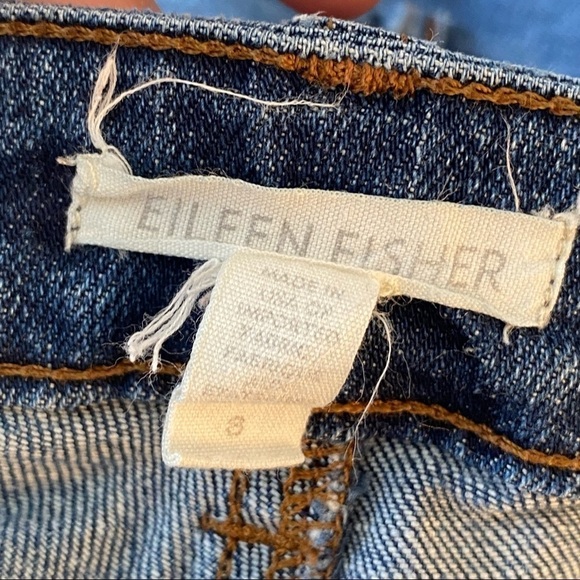 EILEEN FISHER
MADE IN
USA OF
IMPORTED
FABRIC
8